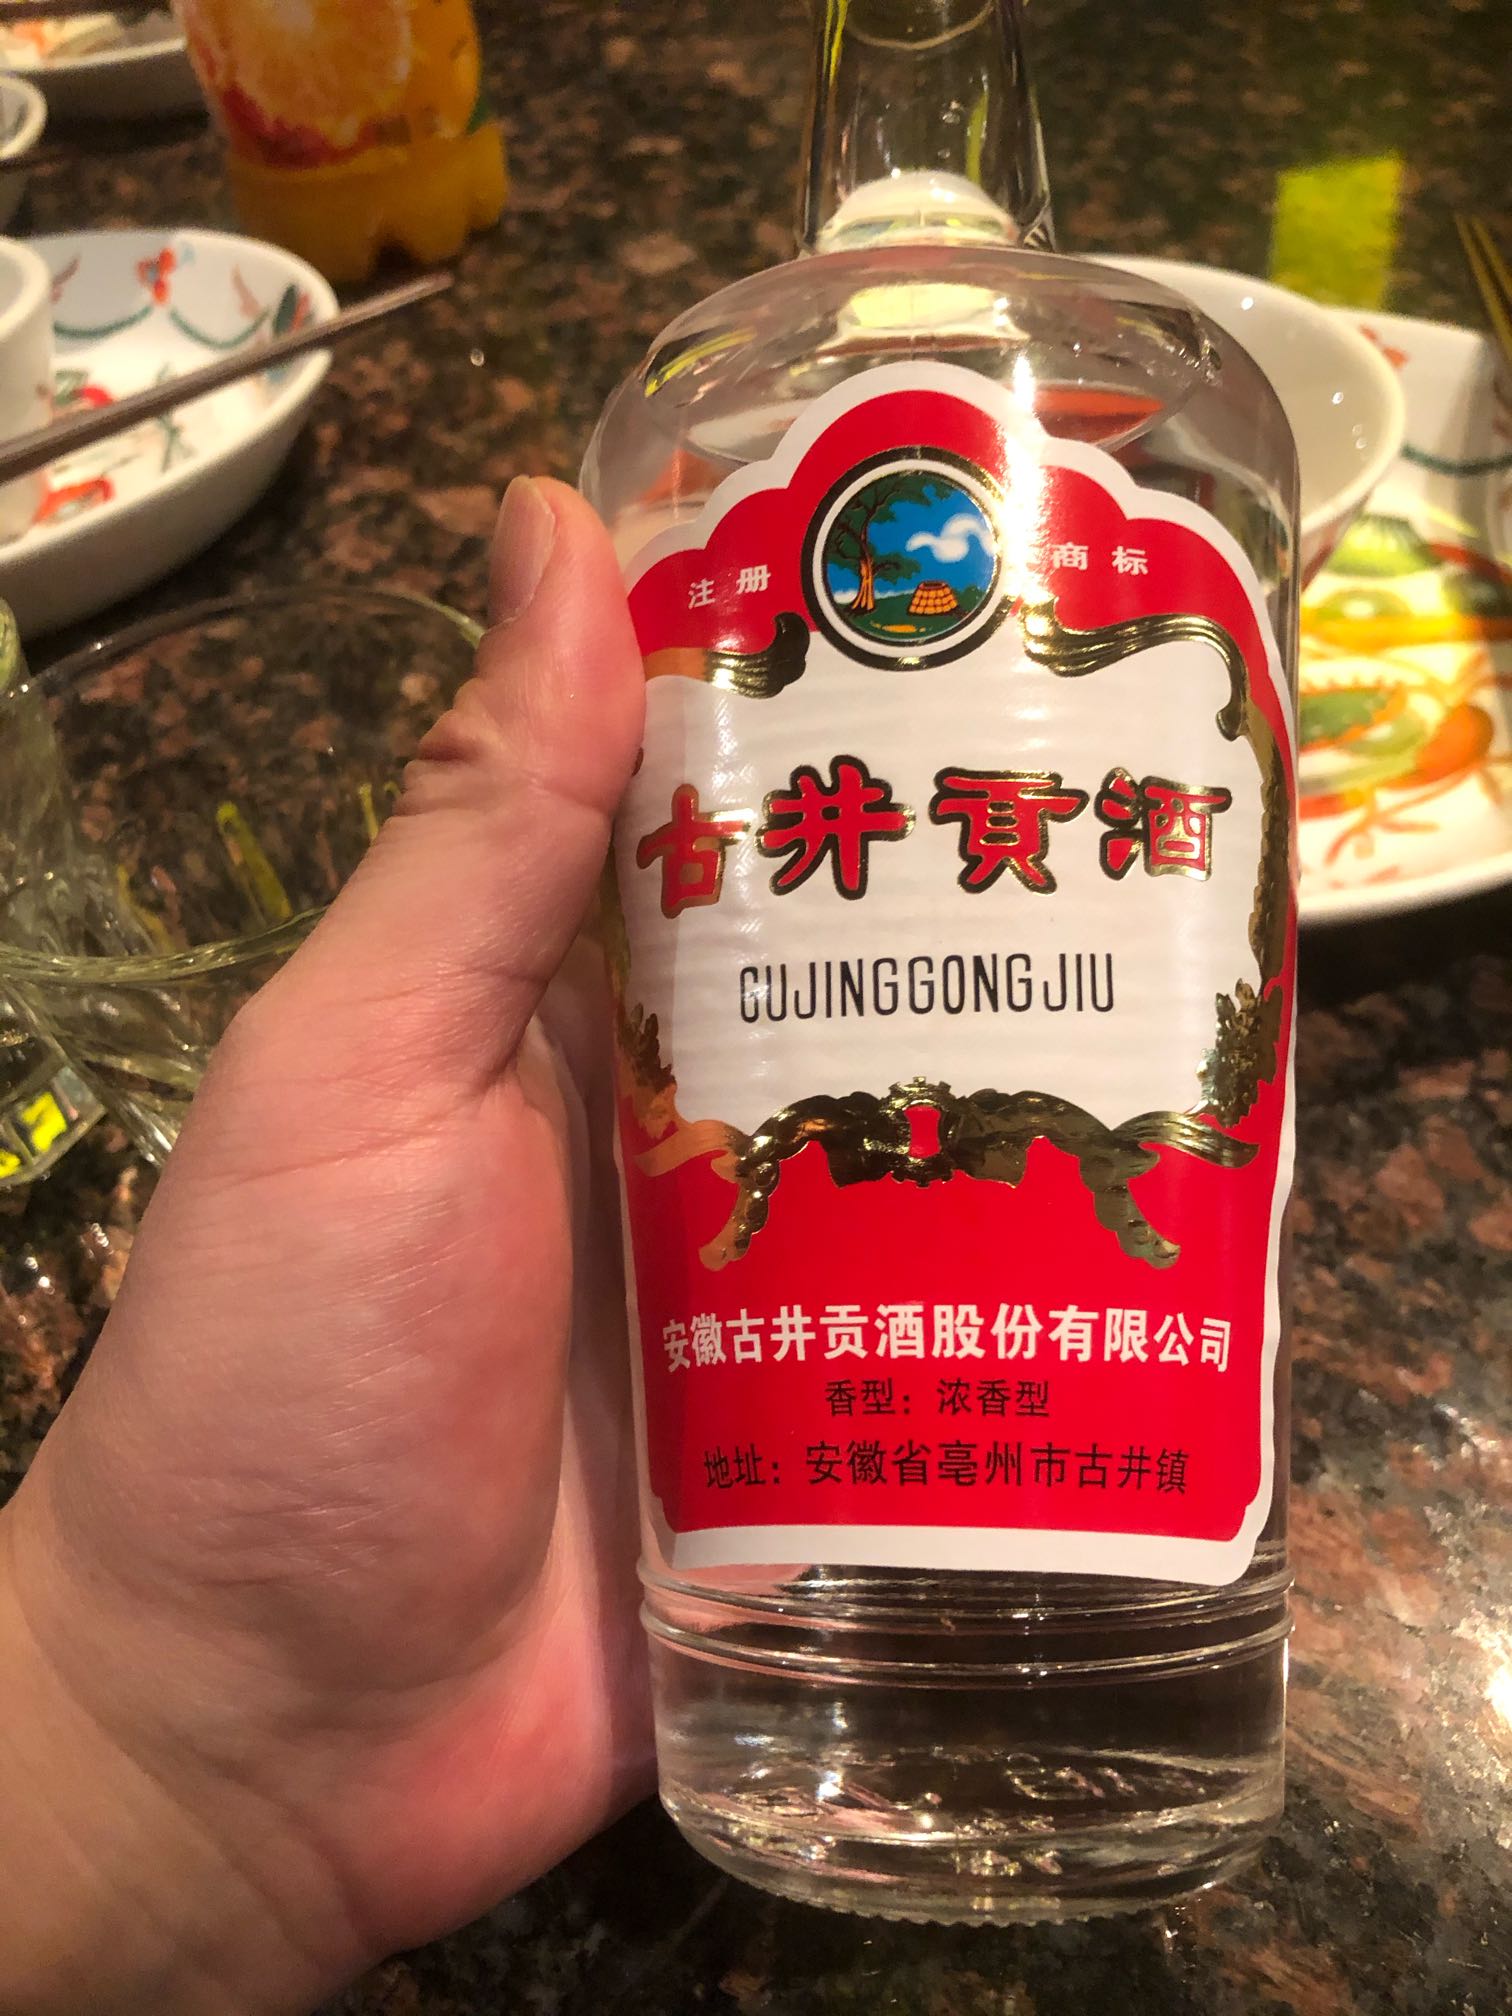 注册 商标
古井贡酒
GUJINGGONGJIU
安徽古井贡酒股份有限公司
香型：浓香型
地址：安徽省亳州市古井镇